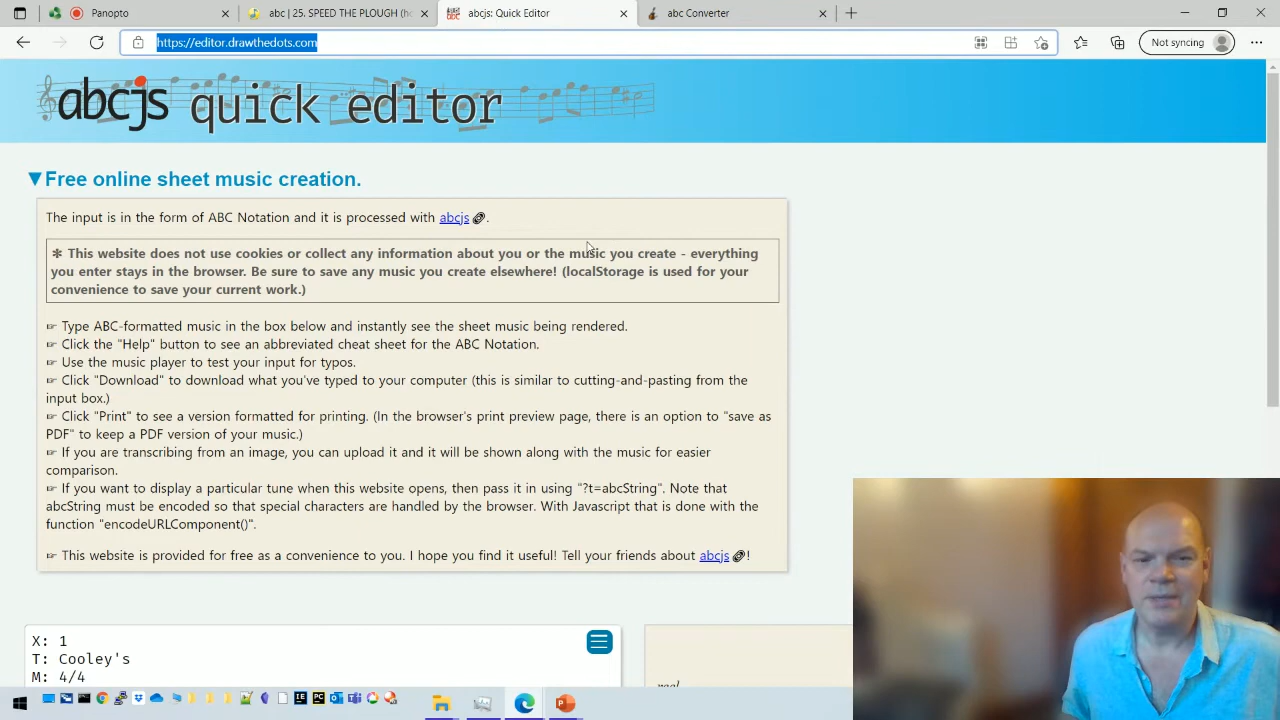 Panopto
abc | 25. SPEED THE PLOUGH (ho
abcjs: Quick Editor
abc Converter
https://editor.drawthedots.com
Not syncing
abcjs quick editor
▼Free online sheet music creation.
The input is in the form of ABC Notation and it is processed with abcjs.
✻ This website does not use cookies or collect any information about you or the music you create - everything
you enter stays in the browser. Be sure to save any music you create elsewhere! (localStorage is used for your
convenience to save your current work.)
☞ Type ABC-formatted music in the box below and instantly see the sheet music being rendered.
☞ Click the "Help" button to see an abbreviated cheat sheet for the ABC Notation.
☞ Use the music player to test your input for typos.
☞ Click "Download" to download what you've typed to your computer (this is similar to cutting-and-pasting from the
input box.)
☞ Click "Print" to see a version formatted for printing. (In the browser's print preview page, there is an option to "save as
PDF" to keep a PDF version of your music.)
☞ If you are transcribing from an image, you can upload it and it will be shown along with the music for easier
comparison.
☞ If you want to display a particular tune when this website opens, then pass it in using "?t=abcString". Note that
abcString must be encoded so that special characters are handled by the browser. With Javascript that is done with the
function "encodeURLComponent()".
☞ This website is provided for free as a convenience to you. I hope you find it useful! Tell your friends about abcjs!
X: 1
T: Cooley's
M: 4/4